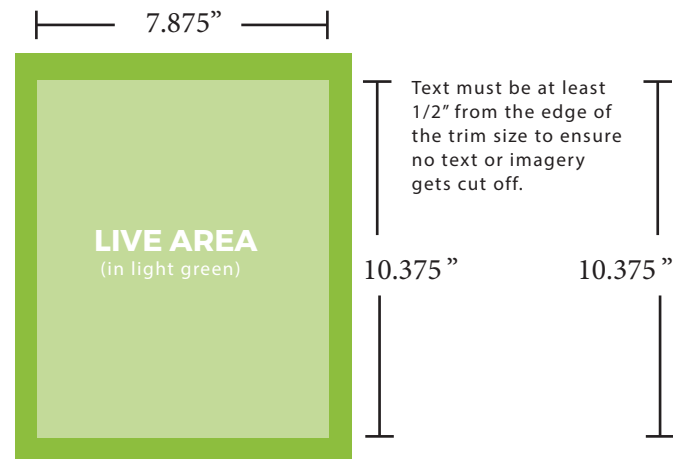 7.875”
Text must be at least
1/2” from the edge of
the trim size to ensure
no text or imagery
gets cut off.
LIVE AREA
(in light green)
10.375 ”
10.375 ”